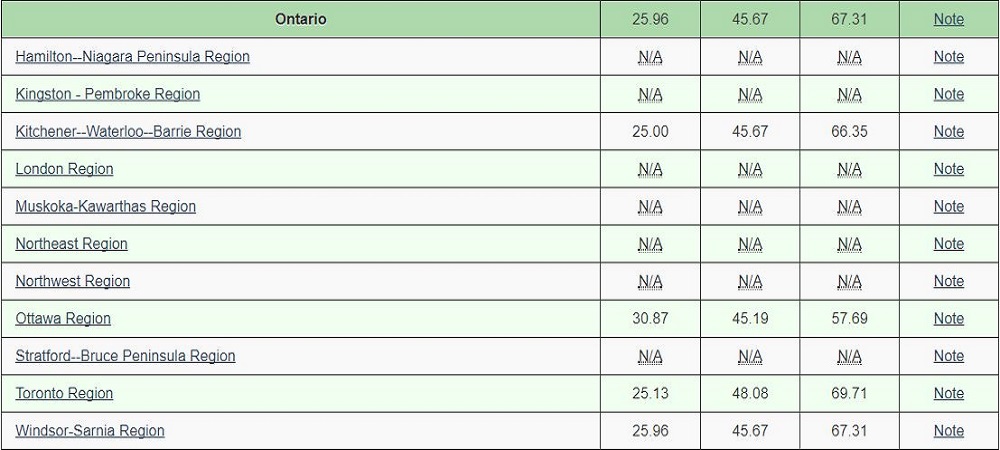 Ontario 25.96 45.67 67.31 Note
Hamilton--Niagara Peninsula Region N/A N/A N/A Note
Kingston - Pembroke Region N/A N/A N/A Note
Kitchener--Waterloo--Barrie Region 25.00 45.67 66.35 Note
London Region N/A N/A N/A Note
Muskoka-Kawarthas Region N/A N/A N/A Note
Northeast Region N/A N/A N/A Note
Northwest Region N/A N/A N/A Note
Ottawa Region 30.87 45.19 57.69 Note
Stratford--Bruce Peninsula Region N/A N/A N/A Note
Toronto Region 25.13 48.08 69.71 Note
Windsor-Sarnia Region 25.96 45.67 67.31 Note